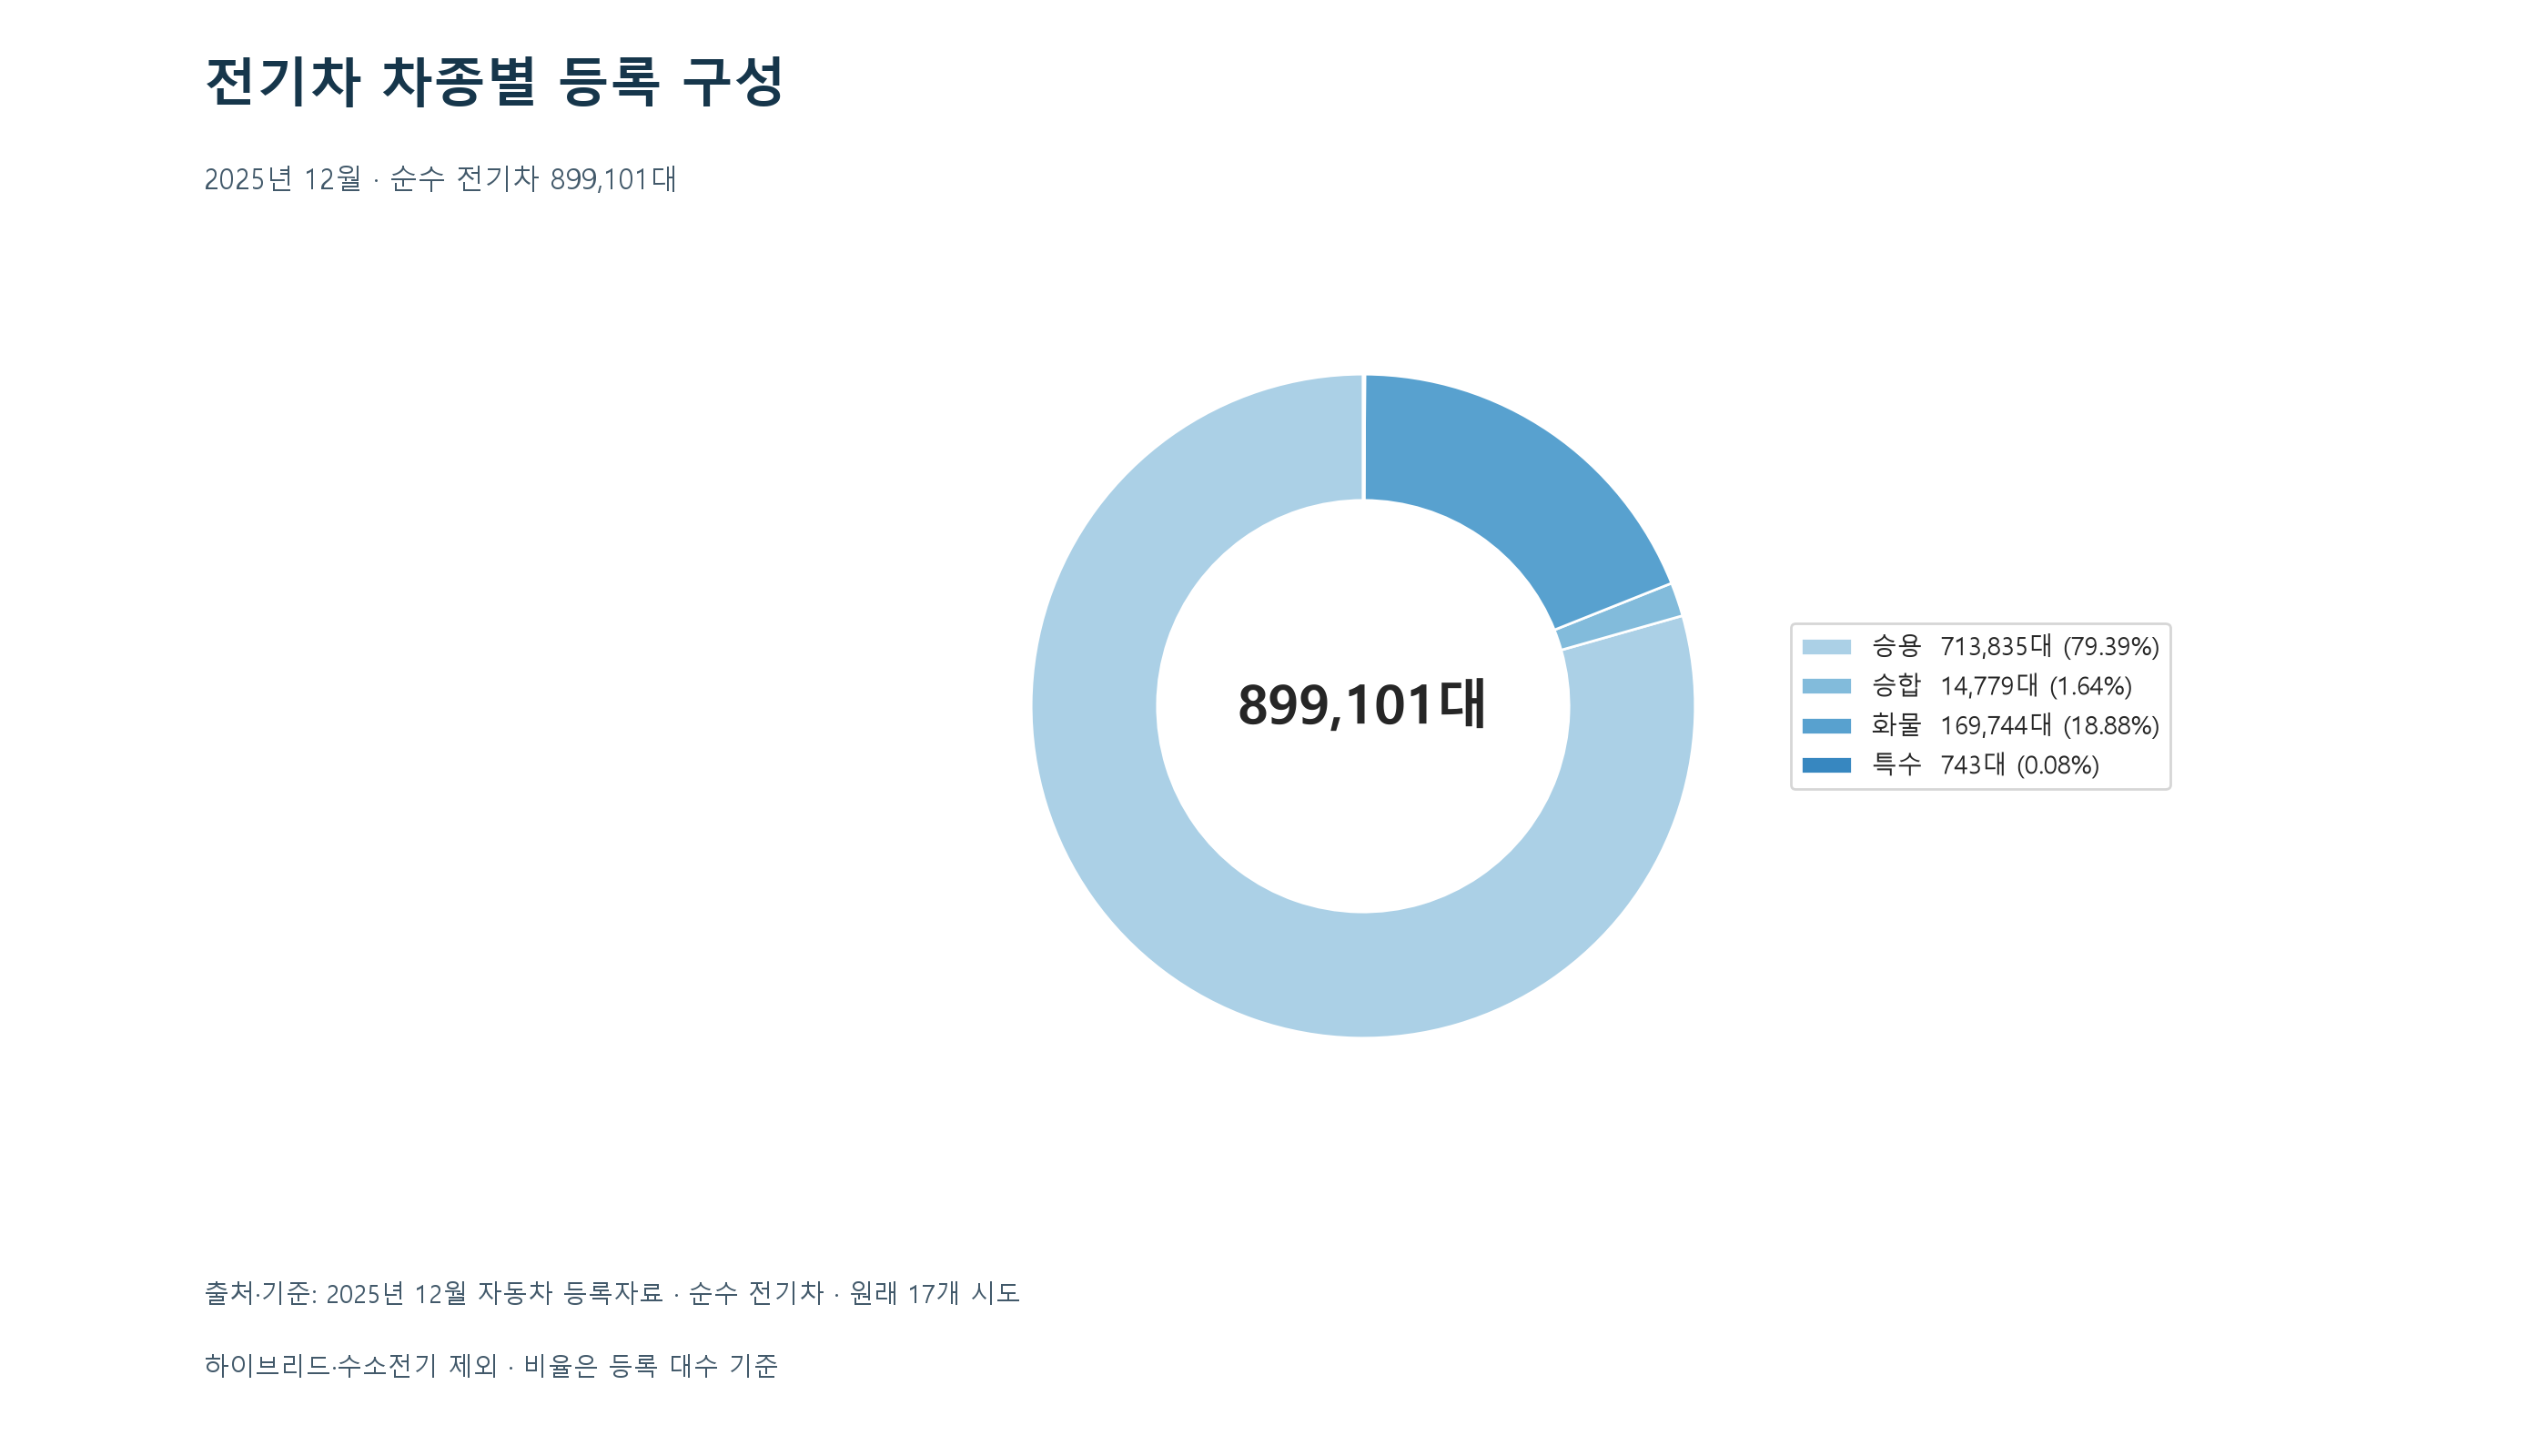 전기차 차종별 등록 구성
2025년 12월 · 순수 전기차 899,101대
899,101대
승용 713,835대 (79.39%)
승합 14,779대 (1.64%)
화물 169,744대 (18.88%)
특수 743대 (0.08%)
출처·기준: 2025년 12월 자동차 등록자료 · 순수 전기차 · 원래 17개 시도
하이브리드·수소전기 제외 · 비율은 등록 대수 기준